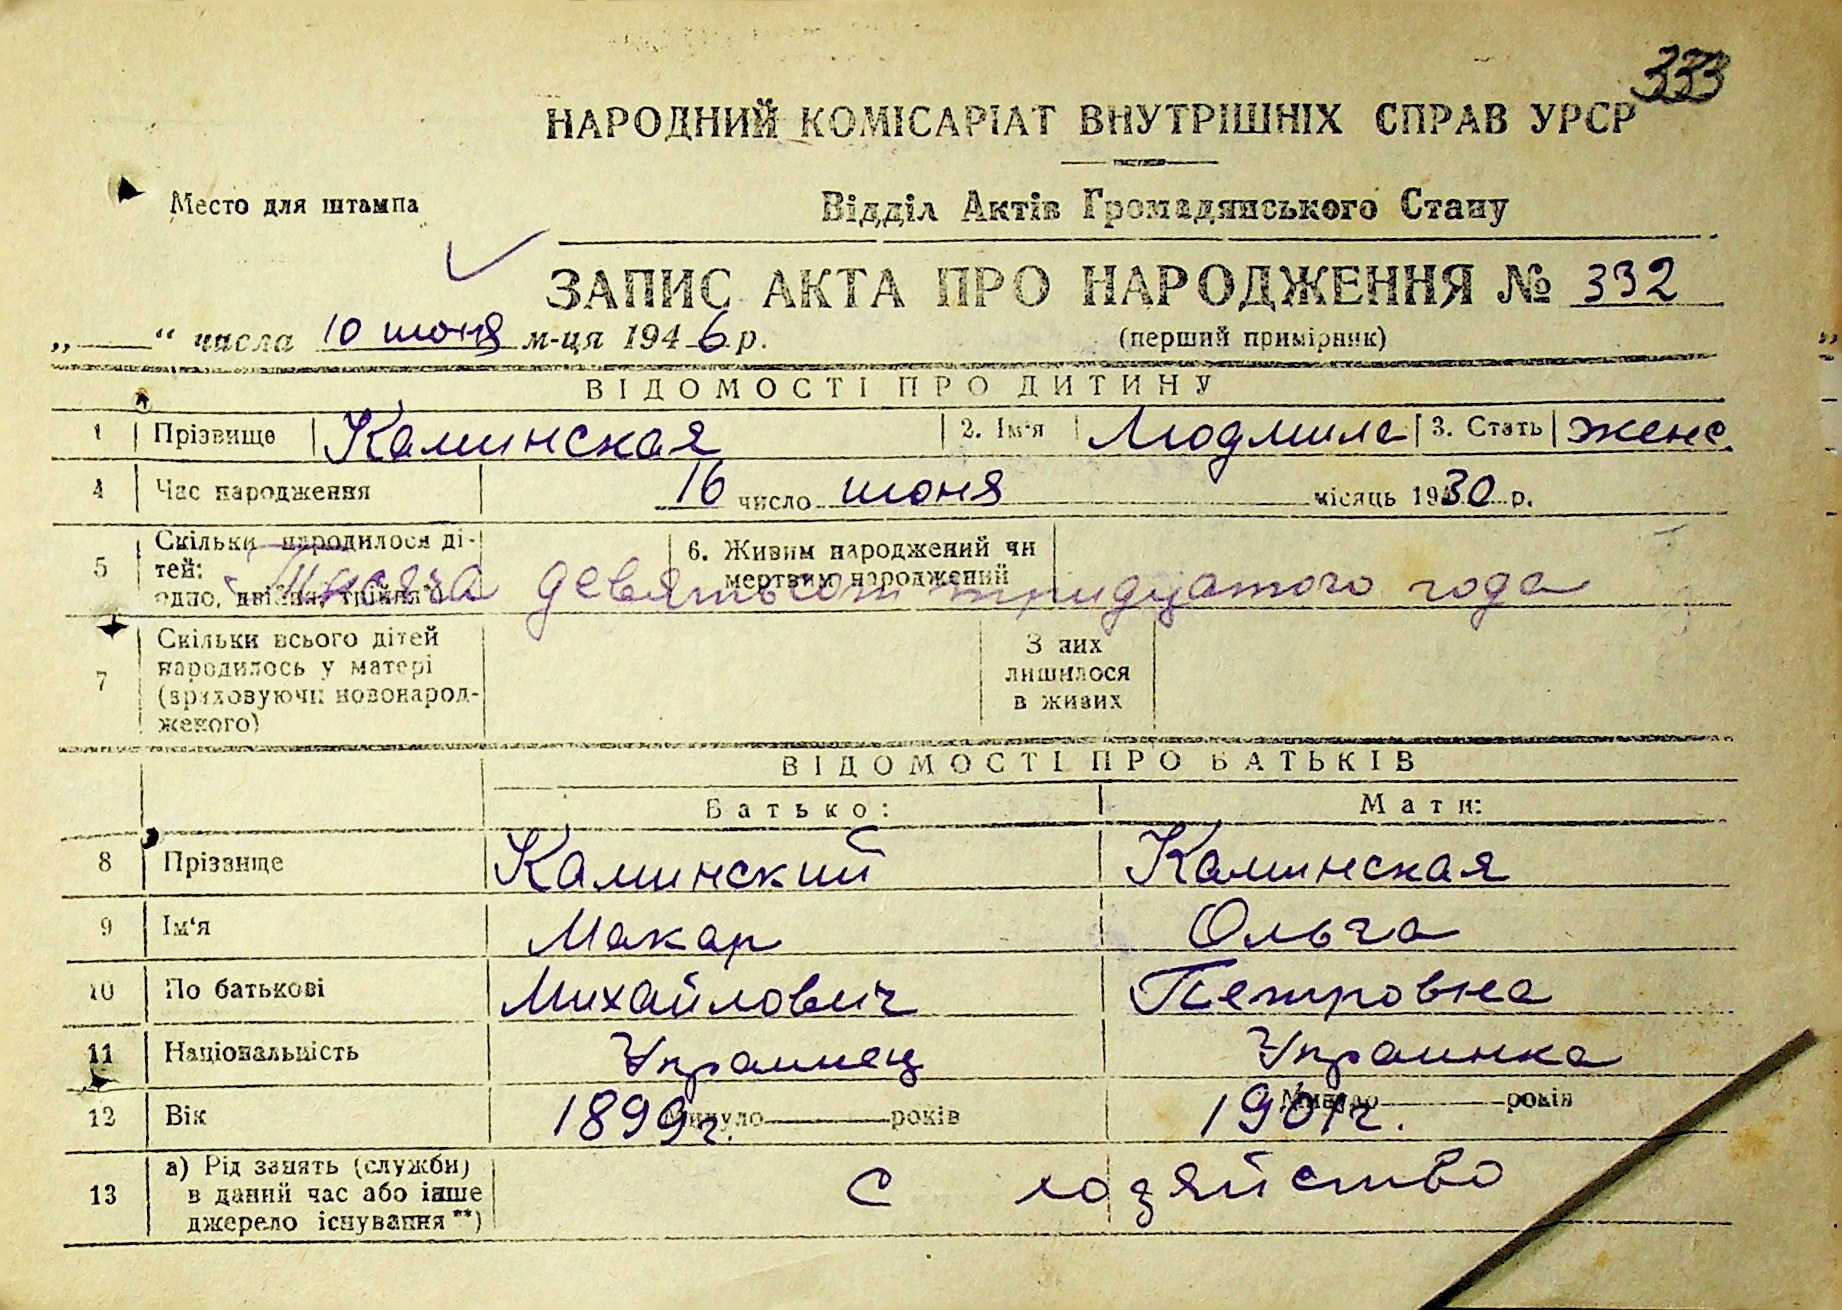 333
НАРОДНИЙ КОМІСАРІАТ ВНУТРІШНІХ СПРАВ УРСР
Место для штампа
Відділ Актів Громадянського Стану
ЗАПИС АКТА ПРО НАРОДЖЕННЯ № 332
„ “ числа 10 июня м-ця 1946 р.
(перший примірник)
ВІДОМОСТІ ПРО ДИТИНУ
1 Прізвище Каминская 2. Ім'я Людмила 3. Стать женс.
4 Час народження 16 число июня місяць 1930 р.
5 Скільки народилося дітей: одно, двійня, трійня 6. Живим народжений чи мертвим народжений
Тысяча девятьсот тридцатого года
7 Скільки всього дітей народилось у матері (враховуючи новонародженого) З них лишилося в живих
ВІДОМОСТІ ПРО БАТЬКІВ
Батько: Мати:
8 Прізвище Каминский Каминская
9 Ім'я Макар Ольга
10 По батькові Михайлович Петровна
11 Національність Украинец Украинка
12 Вік 1899г. Минуло років 1901г. Минуло років
13 а) Рід занять (служби) в даний час або інше джерело існування **) С хозяйство